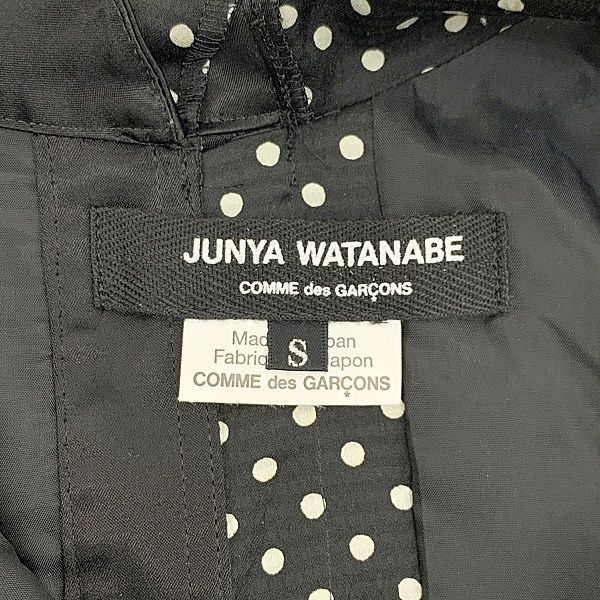 JUNYA WATANABE
COMME des GARÇONS
S
COMME des GARÇONS
*